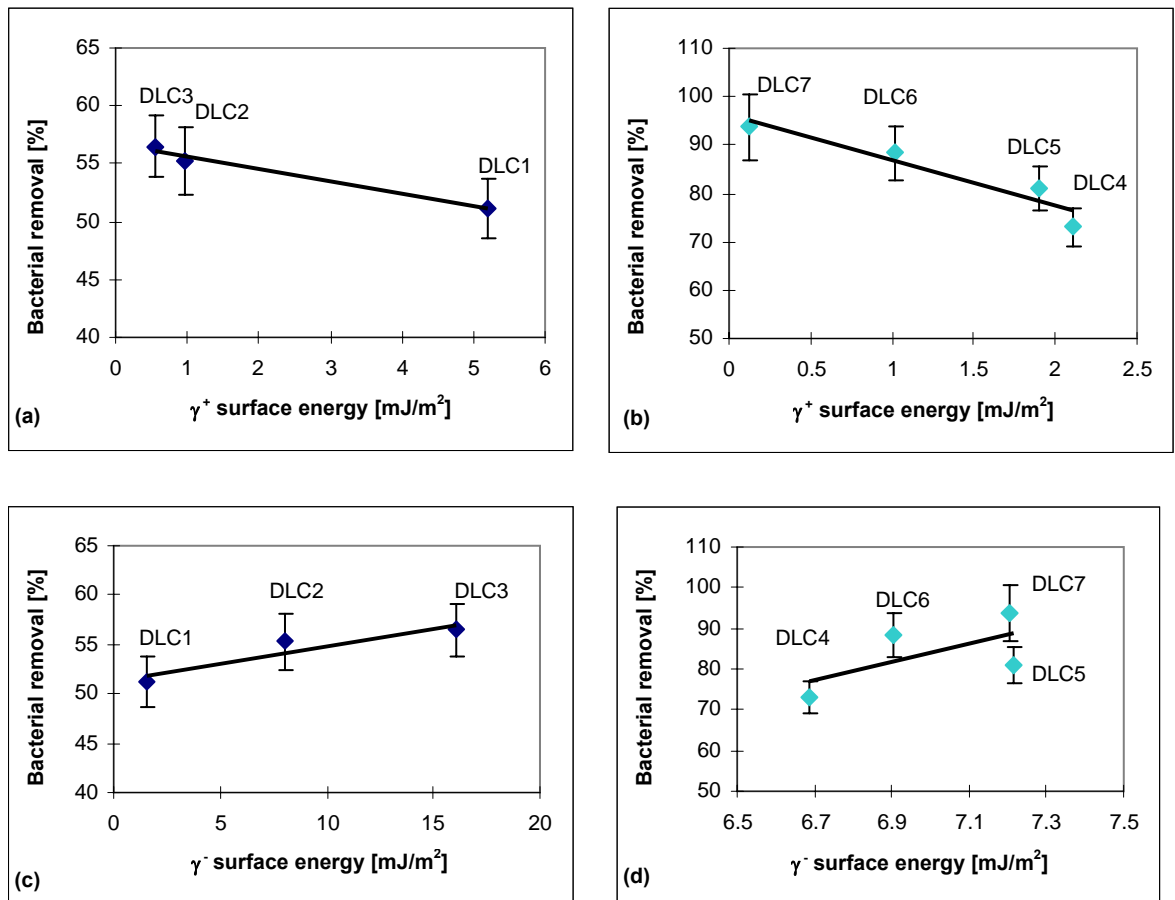 65
60
55
50
45
40
Bacterial removal [%]
DLC3
DLC2
DLC1
0 1 2 3 4 5 6
γ⁺ surface energy [mJ/m²]
(a)
110
100
90
80
70
60
50
Bacterial removal [%]
DLC7
DLC6
DLC5
DLC4
0 0.5 1 1.5 2 2.5
γ⁺ surface energy [mJ/m²]
(b)
65
60
55
50
45
40
Bacterial removal [%]
DLC1
DLC2
DLC3
0 5 10 15 20
γ⁻ surface energy [mJ/m²]
(c)
110
100
90
80
70
60
50
Bacterial removal [%]
DLC4
DLC6
DLC7
DLC5
6.5 6.7 6.9 7.1 7.3 7.5
γ⁻ surface energy [mJ/m²]
(d)